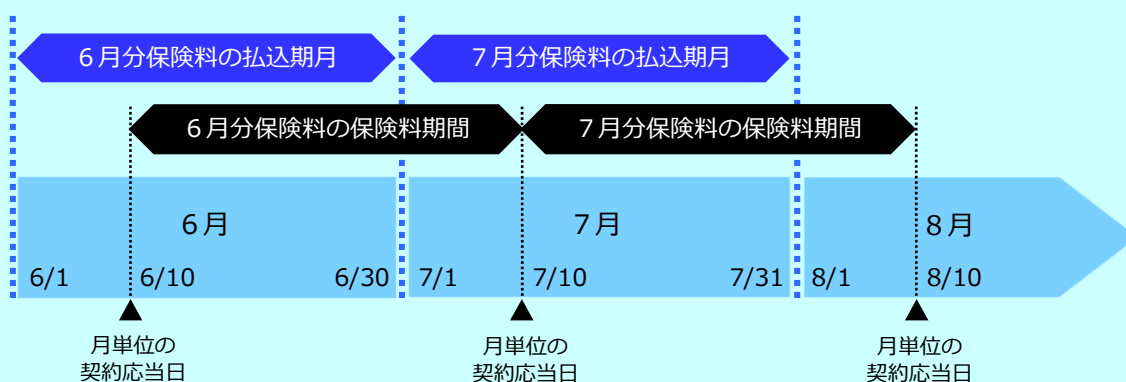 ６月分保険料の払込期月
７月分保険料の払込期月
６月分保険料の保険料期間
７月分保険料の保険料期間
６月
７月
８月
6/1
6/10
6/30
7/1
7/10
7/31
8/1
8/10
月単位の
契約応当日
月単位の
契約応当日
月単位の
契約応当日